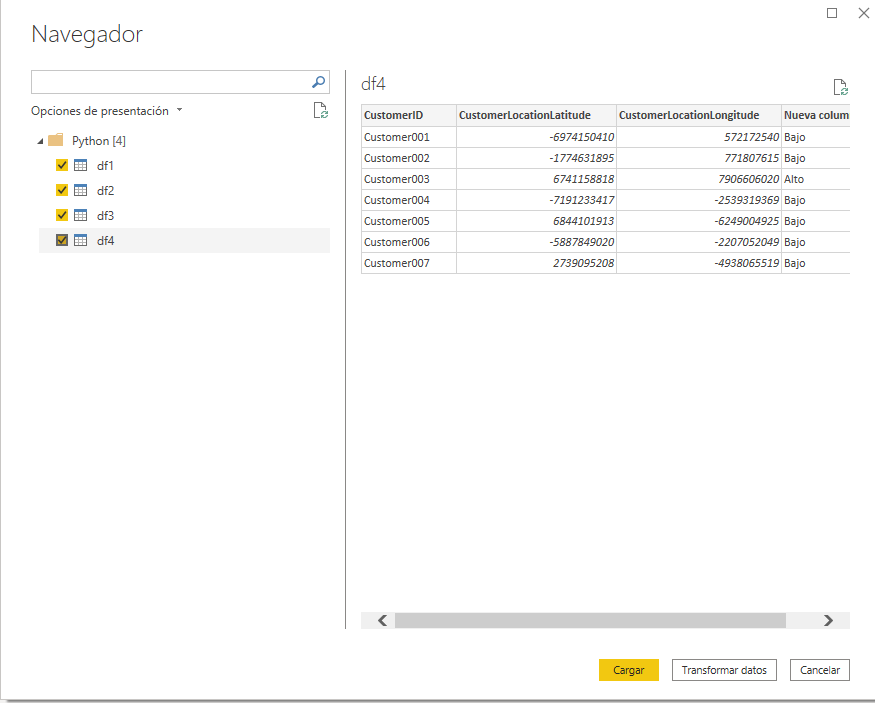 Navegador
Opciones de presentación
Python [4]
df1
df2
df3
df4
df4
CustomerID CustomerLocationLatitude CustomerLocationLongitude Nueva colum
Customer001 -6974150410 572172540 Bajo
Customer002 -1774631895 771807615 Bajo
Customer003 6741158818 7906606020 Alto
Customer004 -7191233417 -2539319369 Bajo
Customer005 6844101913 -6249004925 Bajo
Customer006 -5887849020 -2207052049 Bajo
Customer007 2739095208 -4938065519 Bajo
Cargar Transformar datos Cancelar